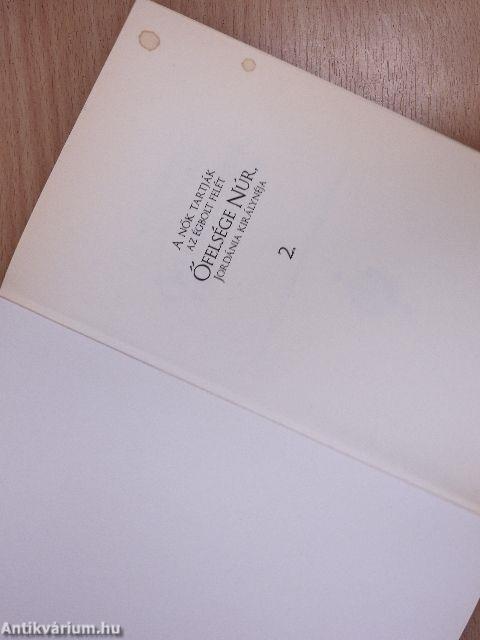 A NŐK TARTJÁK
AZ ÉGBOLT FELÉT
ŐFELSÉGE NÚR,
JORDÁNIA KIRÁLYNÉJA
2.
Antikvárium.hu